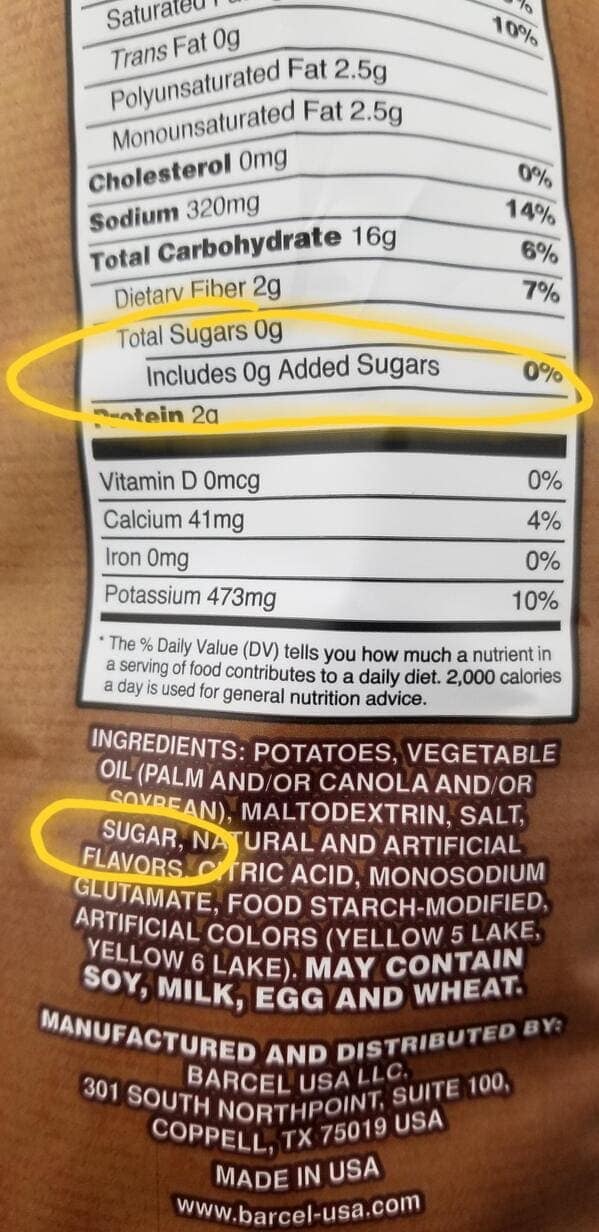 Saturated
%
Trans Fat 0g 10%
Polyunsaturated Fat 2.5g
Monounsaturated Fat 2.5g
Cholesterol 0mg 0%
Sodium 320mg 14%
Total Carbohydrate 16g 6%
Dietary Fiber 2g 7%
Total Sugars 0g
Includes 0g Added Sugars 0%
Protein 2g
Vitamin D 0mcg 0%
Calcium 41mg 4%
Iron 0mg 0%
Potassium 473mg 10%
* The % Daily Value (DV) tells you how much a nutrient in
a serving of food contributes to a daily diet. 2,000 calories
a day is used for general nutrition advice.
INGREDIENTS: POTATOES, VEGETABLE
OIL (PALM AND/OR CANOLA AND/OR
SOYBEAN), MALTODEXTRIN, SALT,
SUGAR, NATURAL AND ARTIFICIAL
FLAVORS, CITRIC ACID, MONOSODIUM
GLUTAMATE, FOOD STARCH-MODIFIED,
ARTIFICIAL COLORS (YELLOW 5 LAKE,
YELLOW 6 LAKE). MAY CONTAIN
SOY, MILK, EGG AND WHEAT.
MANUFACTURED AND DISTRIBUTED BY:
BARCEL USA LLC,
301 SOUTH NORTHPOINT, SUITE 100,
COPPELL, TX 75019 USA
MADE IN USA
www.barcel-usa.com